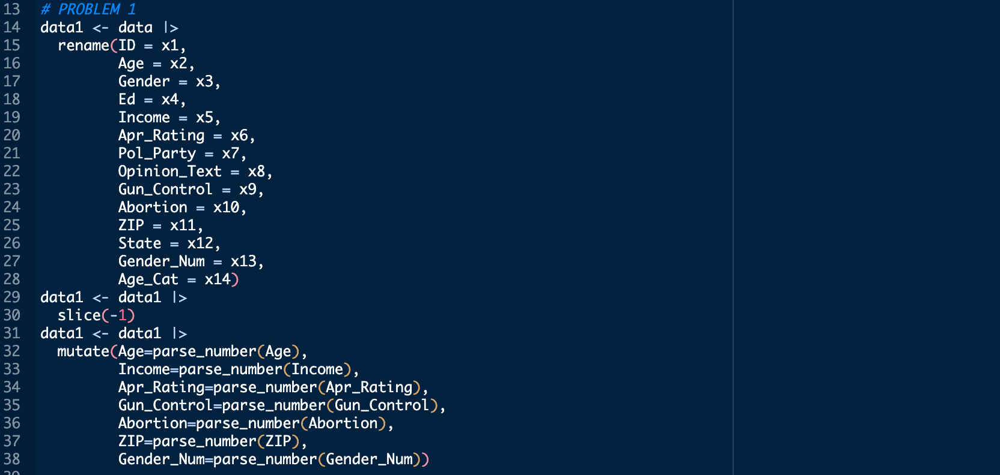 13 # PROBLEM 1
14 data1 <- data |>
15   rename(ID = x1,
16          Age = x2,
17          Gender = x3,
18          Ed = x4,
19          Income = x5,
20          Apr_Rating = x6,
21          Pol_Party = x7,
22          Opinion_Text = x8,
23          Gun_Control = x9,
24          Abortion = x10,
25          ZIP = x11,
26          State = x12,
27          Gender_Num = x13,
28          Age_Cat = x14)
29 data1 <- data1 |>
30   slice(-1)
31 data1 <- data1 |>
32   mutate(Age=parse_number(Age),
33          Income=parse_number(Income),
34          Apr_Rating=parse_number(Apr_Rating),
35          Gun_Control=parse_number(Gun_Control),
36          Abortion=parse_number(Abortion),
37          ZIP=parse_number(ZIP),
38          Gender_Num=parse_number(Gender_Num))